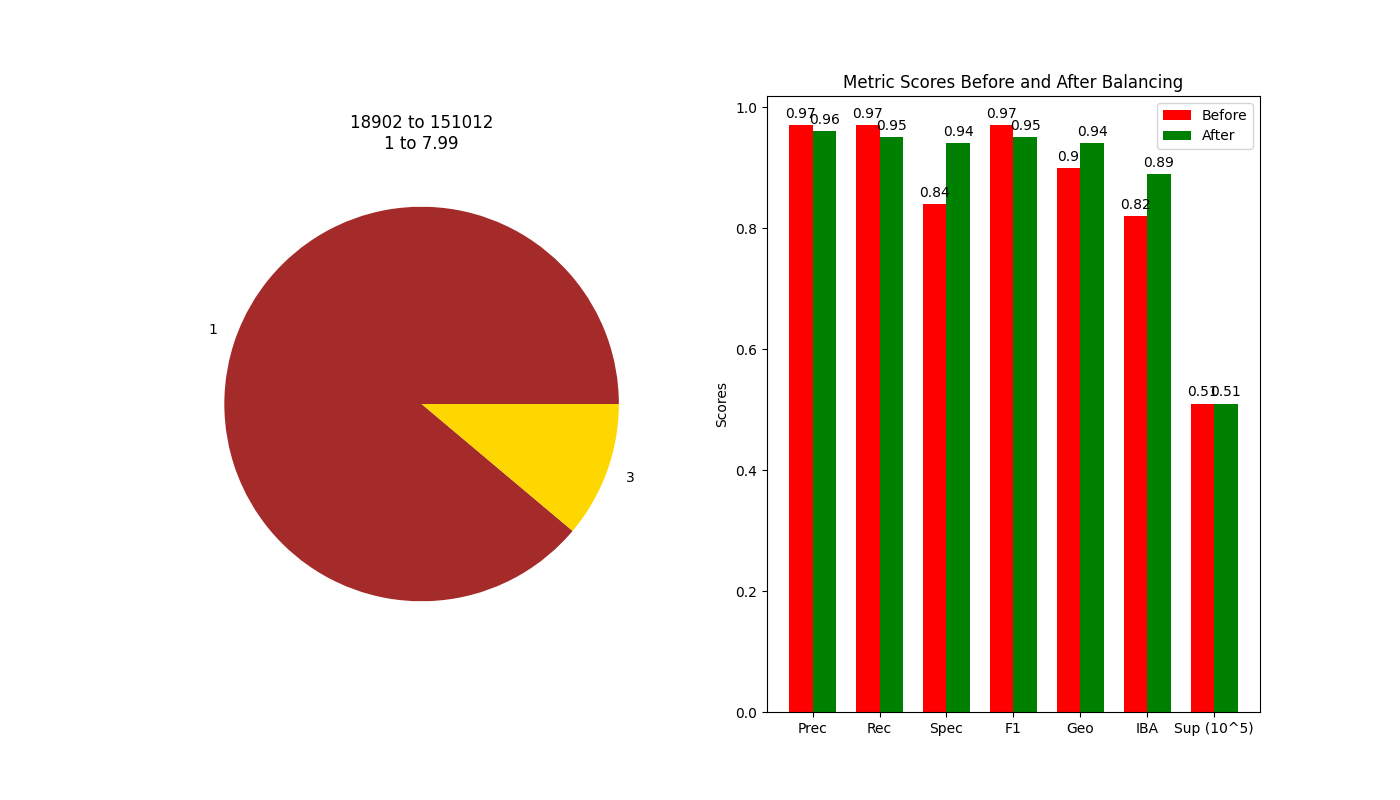 18902 to 151012
1 to 7.99
1
3
Metric Scores Before and After Balancing
Before
After
Scores
1.0
0.8
0.6
0.4
0.2
0.0
0.97 0.96 0.97 0.95 0.84 0.94 0.97 0.95 0.9 0.94 0.82 0.89 0.51 0.51
Prec Rec Spec F1 Geo IBA Sup (10^5)